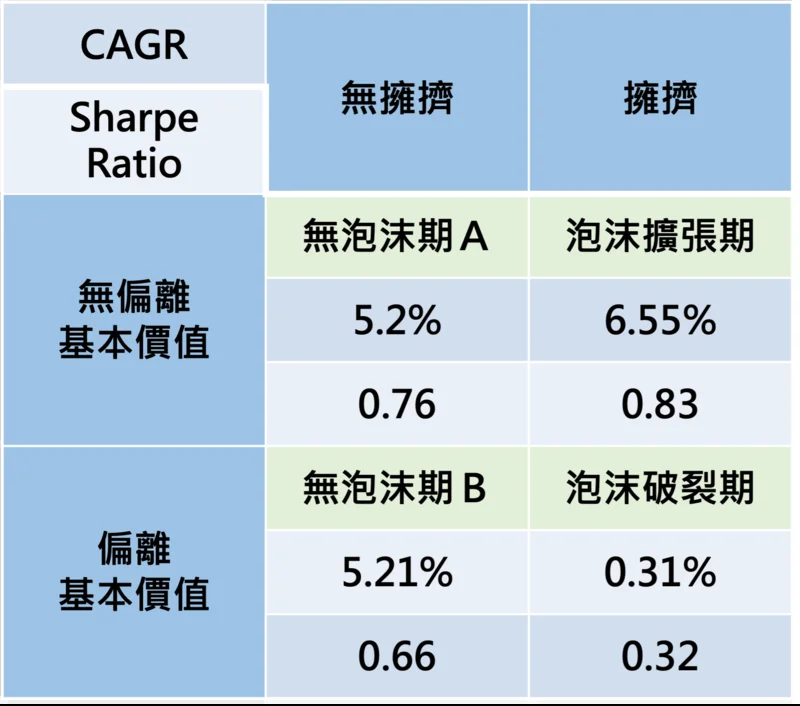 CAGR
Sharpe
Ratio
無擁擠
擁擠
無偏離
基本價值
無泡沫期A
泡沫擴張期
5.2%
6.55%
0.76
0.83
偏離
基本價值
無泡沫期B
泡沫破裂期
5.21%
0.31%
0.66
0.32